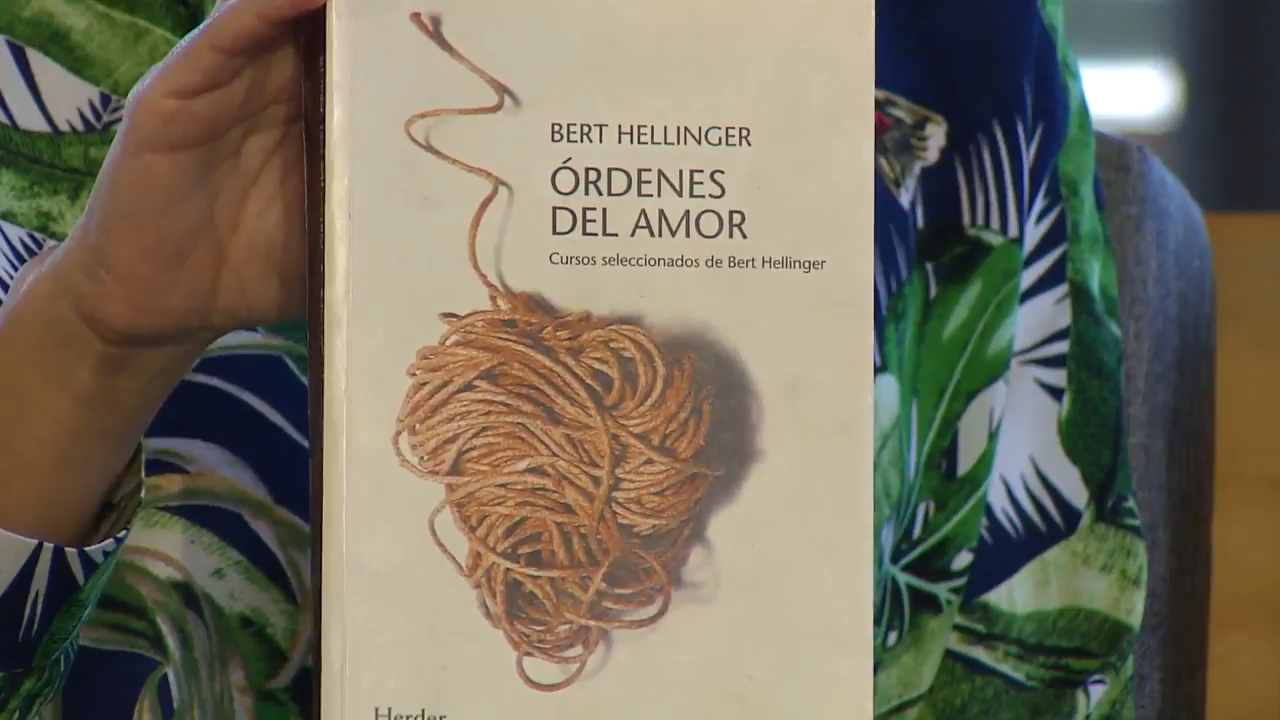 BERT HELLINGER
ÓRDENES
DEL AMOR
Cursos seleccionados de Bert Hellinger
Herder